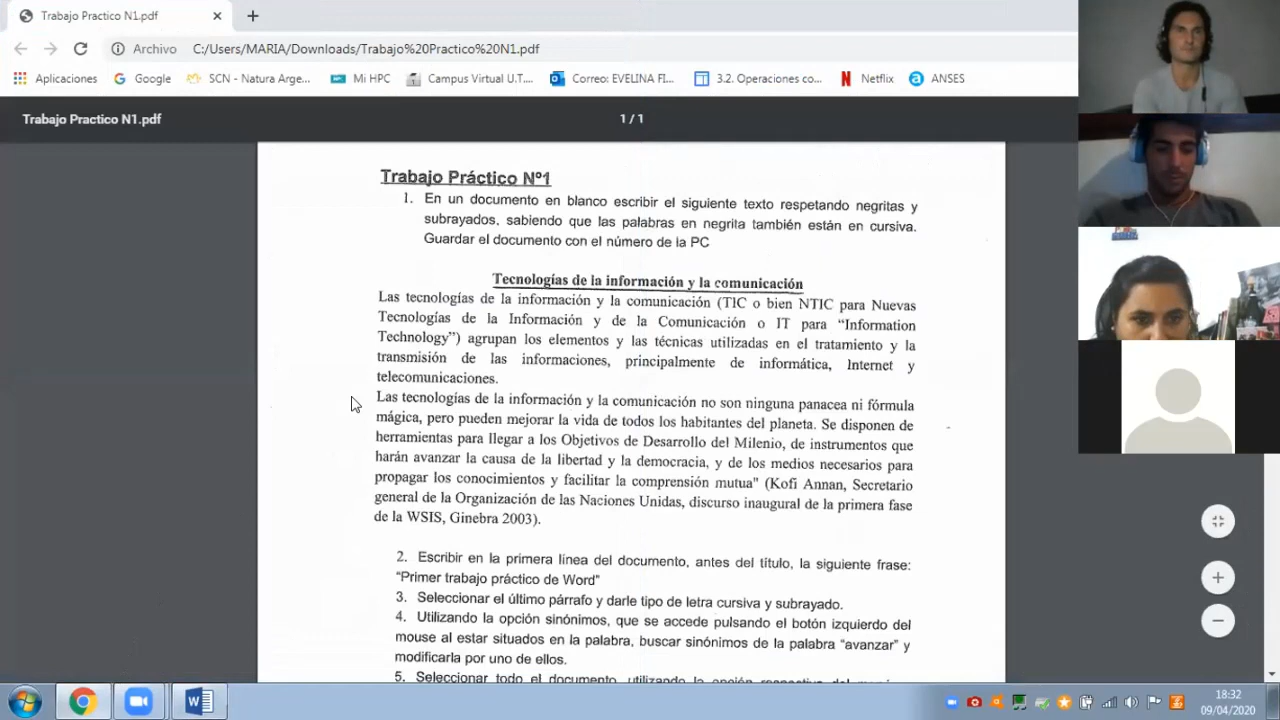 Trabajo Practico N1.pdf
Archivo C:/Users/MARIA/Downloads/Trabajo%20Practico%20N1.pdf
Aplicaciones Google SCN - Natura Arge... Mi HPC Campus Virtual U.T.... Correo: EVELINA FI... 3.2. Operaciones co... Netflix ANSES
Trabajo Practico N1.pdf 1 / 1
Trabajo Práctico Nº1
1. En un documento en blanco escribir el siguiente texto respetando negritas y
subrayados, sabiendo que las palabras en negrita también están en cursiva.
Guardar el documento con el número de la PC
Tecnologías de la información y la comunicación
Las tecnologías de la información y la comunicación (TIC o bien NTIC para Nuevas
Tecnologías de la Información y de la Comunicación o IT para “Information
Technology”) agrupan los elementos y las técnicas utilizadas en el tratamiento y la
transmisión de las informaciones, principalmente de informática, Internet y
telecomunicaciones.
Las tecnologías de la información y la comunicación no son ninguna panacea ni fórmula
mágica, pero pueden mejorar la vida de todos los habitantes del planeta. Se disponen de
herramientas para llegar a los Objetivos de Desarrollo del Milenio, de instrumentos que
harán avanzar la causa de la libertad y la democracia, y de los medios necesarios para
propagar los conocimientos y facilitar la comprensión mutua" (Kofi Annan, Secretario
general de la Organización de las Naciones Unidas, discurso inaugural de la primera fase
de la WSIS, Ginebra 2003).
2. Escribir en la primera línea del documento, antes del título, la siguiente frase:
“Primer trabajo práctico de Word”
3. Seleccionar el último párrafo y darle tipo de letra cursiva y subrayado.
4. Utilizando la opción sinónimos, que se accede pulsando el botón izquierdo del
mouse al estar situados en la palabra, buscar sinónimos de la palabra “avanzar” y
modificarla por uno de ellos.
5. Seleccionar todo el documento, utilizando la opción respectiva del
18:32
09/04/2020